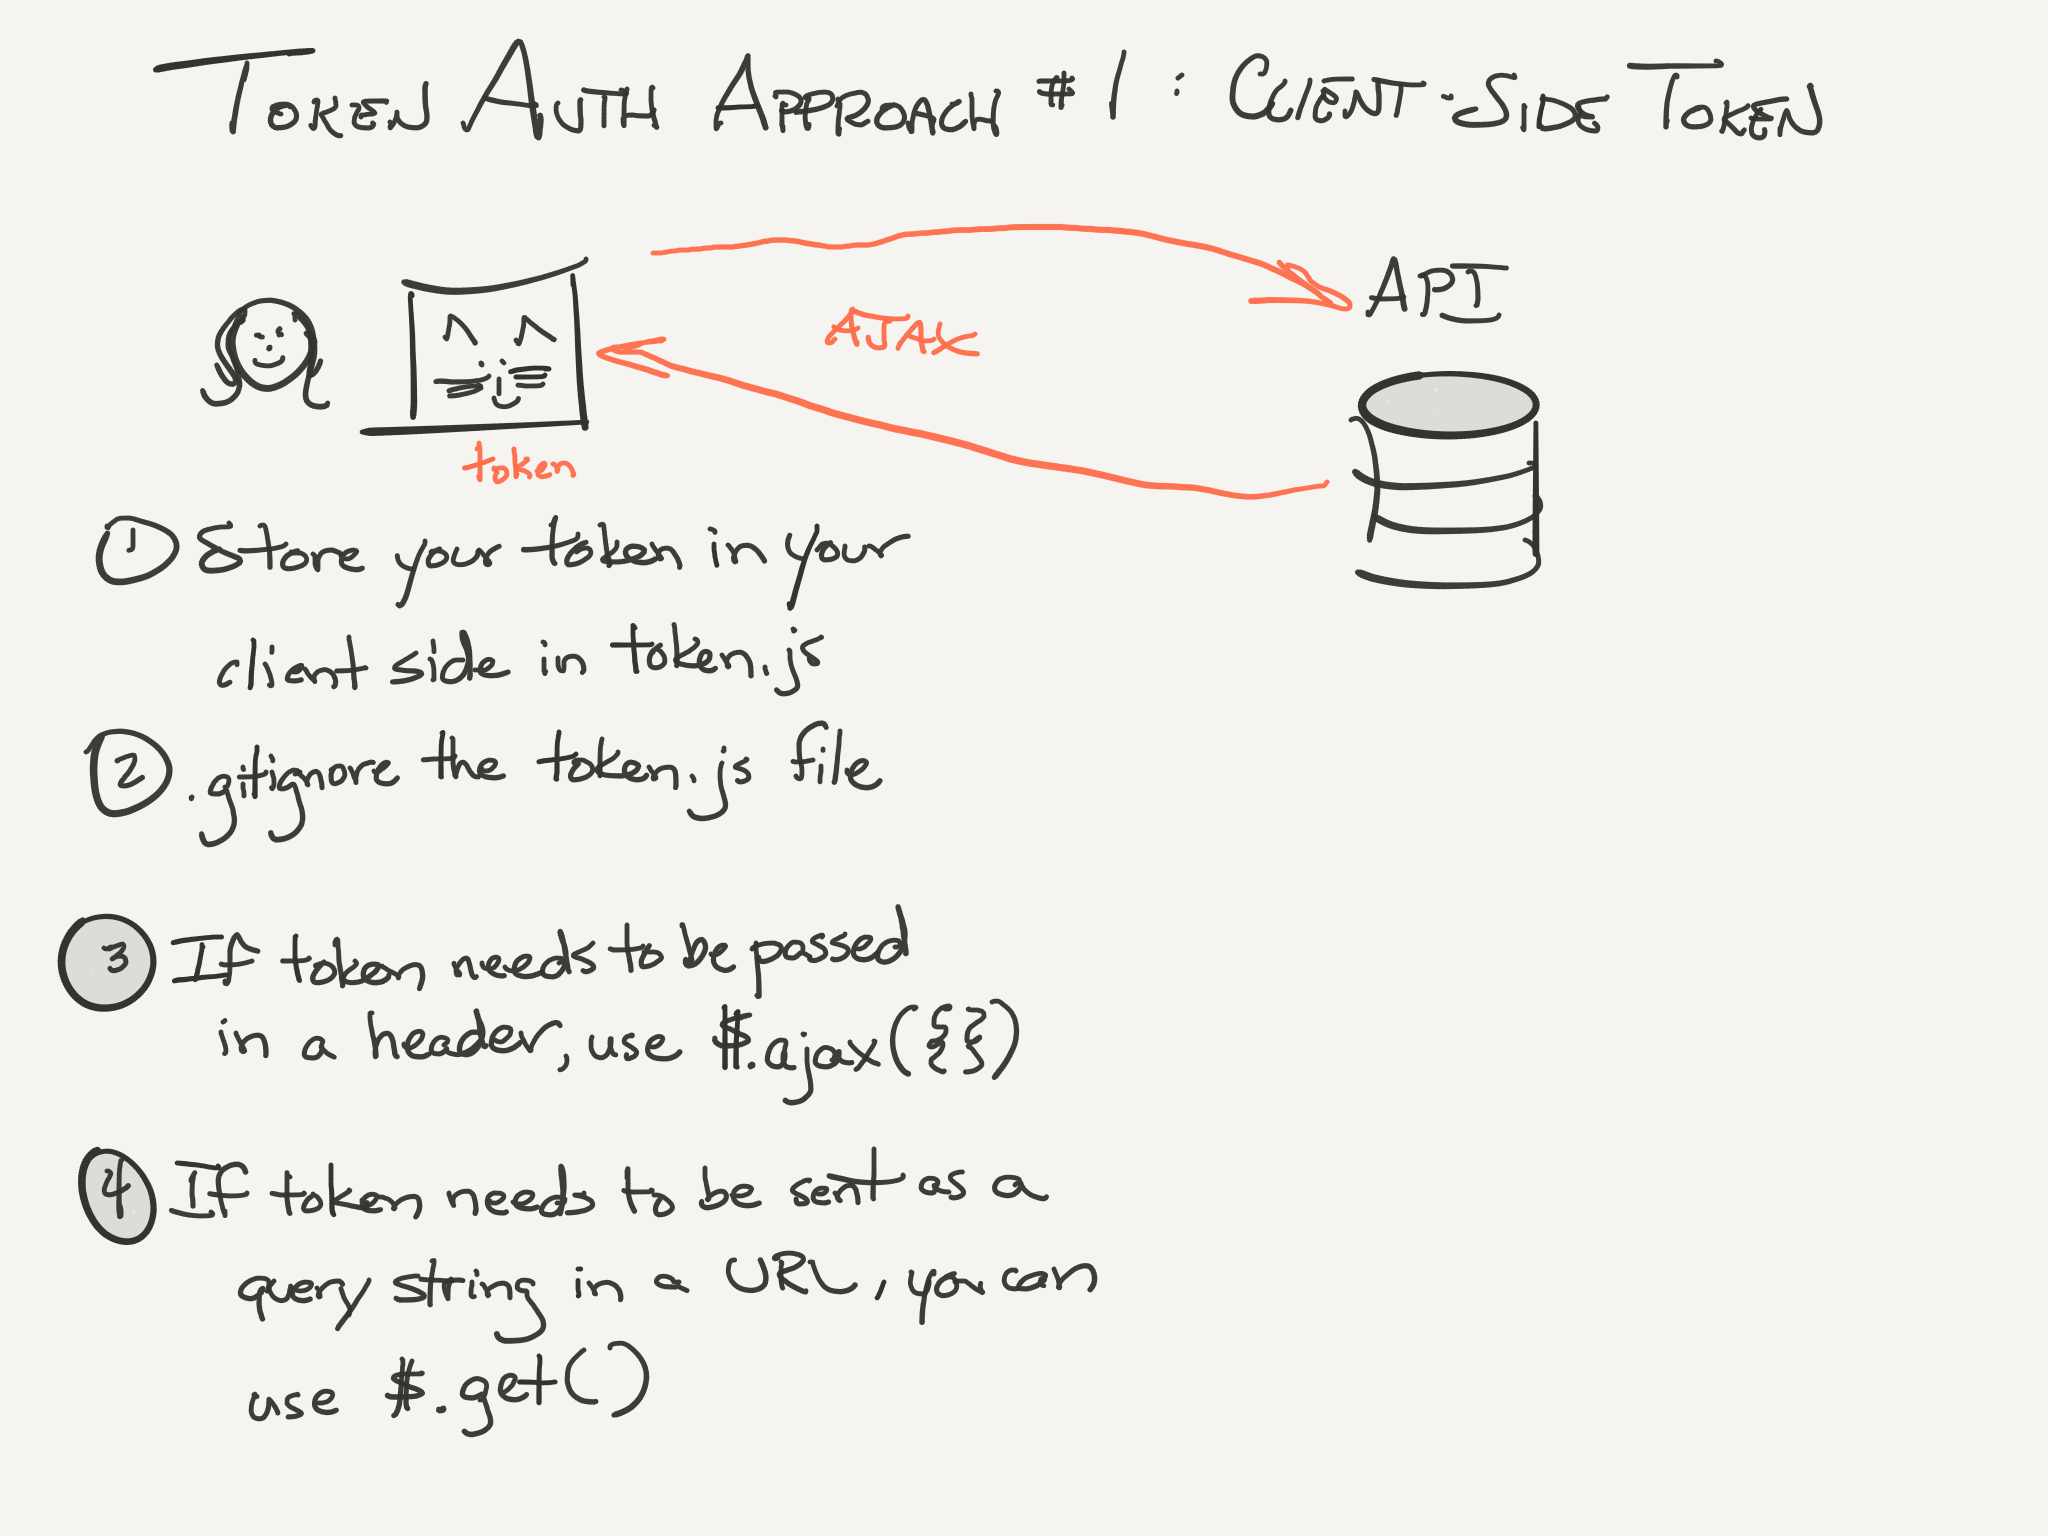 TOKEN AUTH APPROACH #1 : CLIENT-SIDE TOKEN
API
AJAX
token
1 Store your token in your
client side in token.js
2 .gitignore the token.js file
3 If token needs to be passed
in a header, use $.ajax({})
4 If token needs to be sent as a
query string in a URL, you can
use $.get()